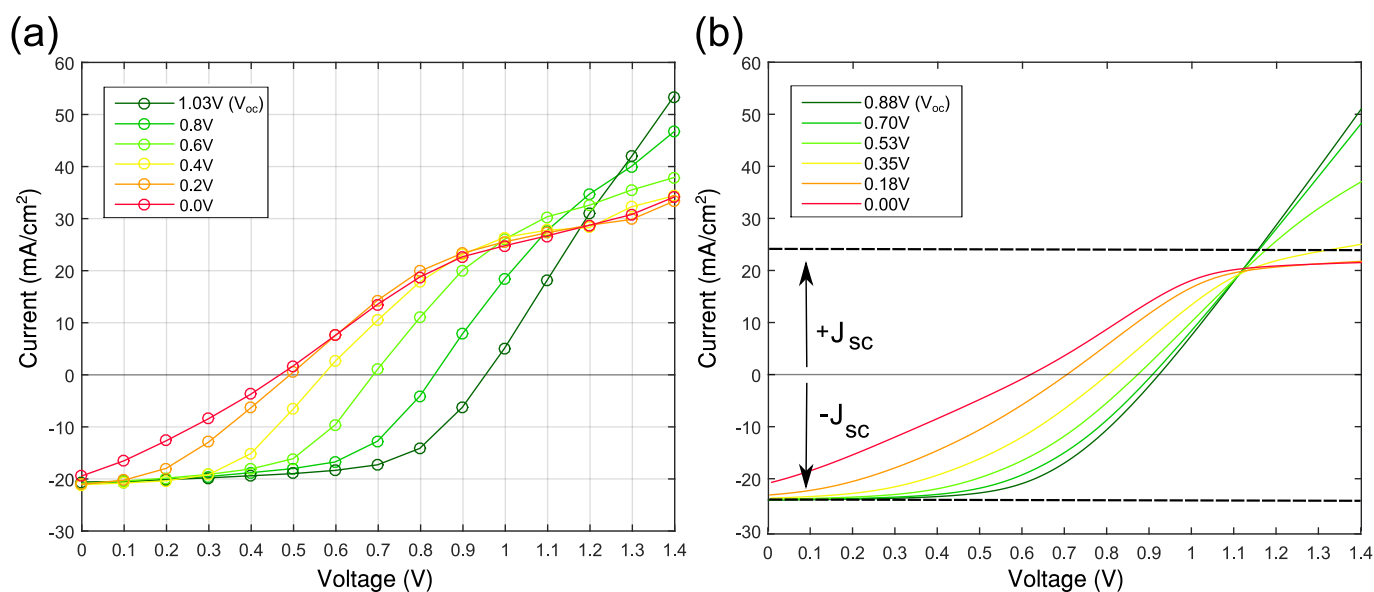 (a)
Current (mA/cm²)
60
50
40
30
20
10
0
-10
-20
-30
1.03V (Voc)
0.8V
0.6V
0.4V
0.2V
0.0V
0 0.1 0.2 0.3 0.4 0.5 0.6 0.7 0.8 0.9 1 1.1 1.2 1.3 1.4
Voltage (V)
(b)
Current (mA/cm²)
60
50
40
30
20
10
0
-10
-20
-30
0.88V (Voc)
0.70V
0.53V
0.35V
0.18V
0.00V
+JSC
-JSC
0 0.1 0.2 0.3 0.4 0.5 0.6 0.7 0.8 0.9 1 1.1 1.2 1.3 1.4
Voltage (V)